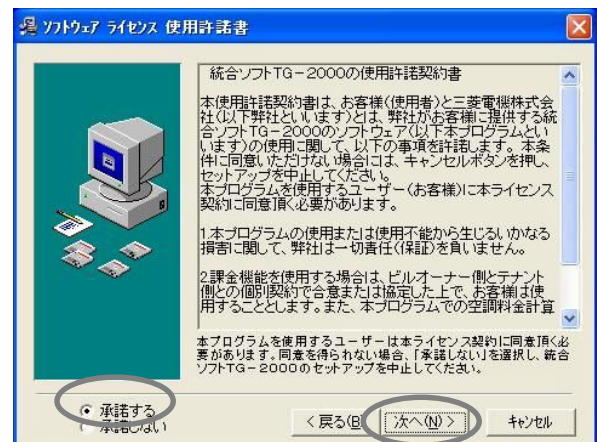 ソフトウェア ライセンス 使用許諾書
統合ソフトTG-2000の使用許諾契約書
本使用許諾契約書は、お客様(使用者)と三菱電機株式会
社(以下弊社といいます)とは、弊社がお客様に提供する統
合ソフトTG-2000のソフトウェア(以下本プログラムとい
います)の使用に関して、以下の事項を許諾します。本条
件に同意いただけない場合には、キャンセルボタンを押し、
セットアップを中止してください。
本プログラムを使用するユーザー(お客様)に本ライセンス
契約に同意頂く必要があります。
1.本プログラムの使用または使用不能から生じるいかなる
損害に関して、弊社は一切責任(保証)を負いません。
2.課金機能を使用する場合は、ビルオーナー側とテナント
側との個別契約で合意または協定した上で、お客様は使
用することとします。また、本プログラムでの空調料金計算
本プログラムを使用するユーザーは本ライセンス契約に同意頂く必
要があります。同意を得られない場合、「承諾しない」を選択し、統合
ソフトTG-2000のセットアップを中止してください。
承諾する
承諾しない
< 戻る(B)
次へ(N) >
キャンセル